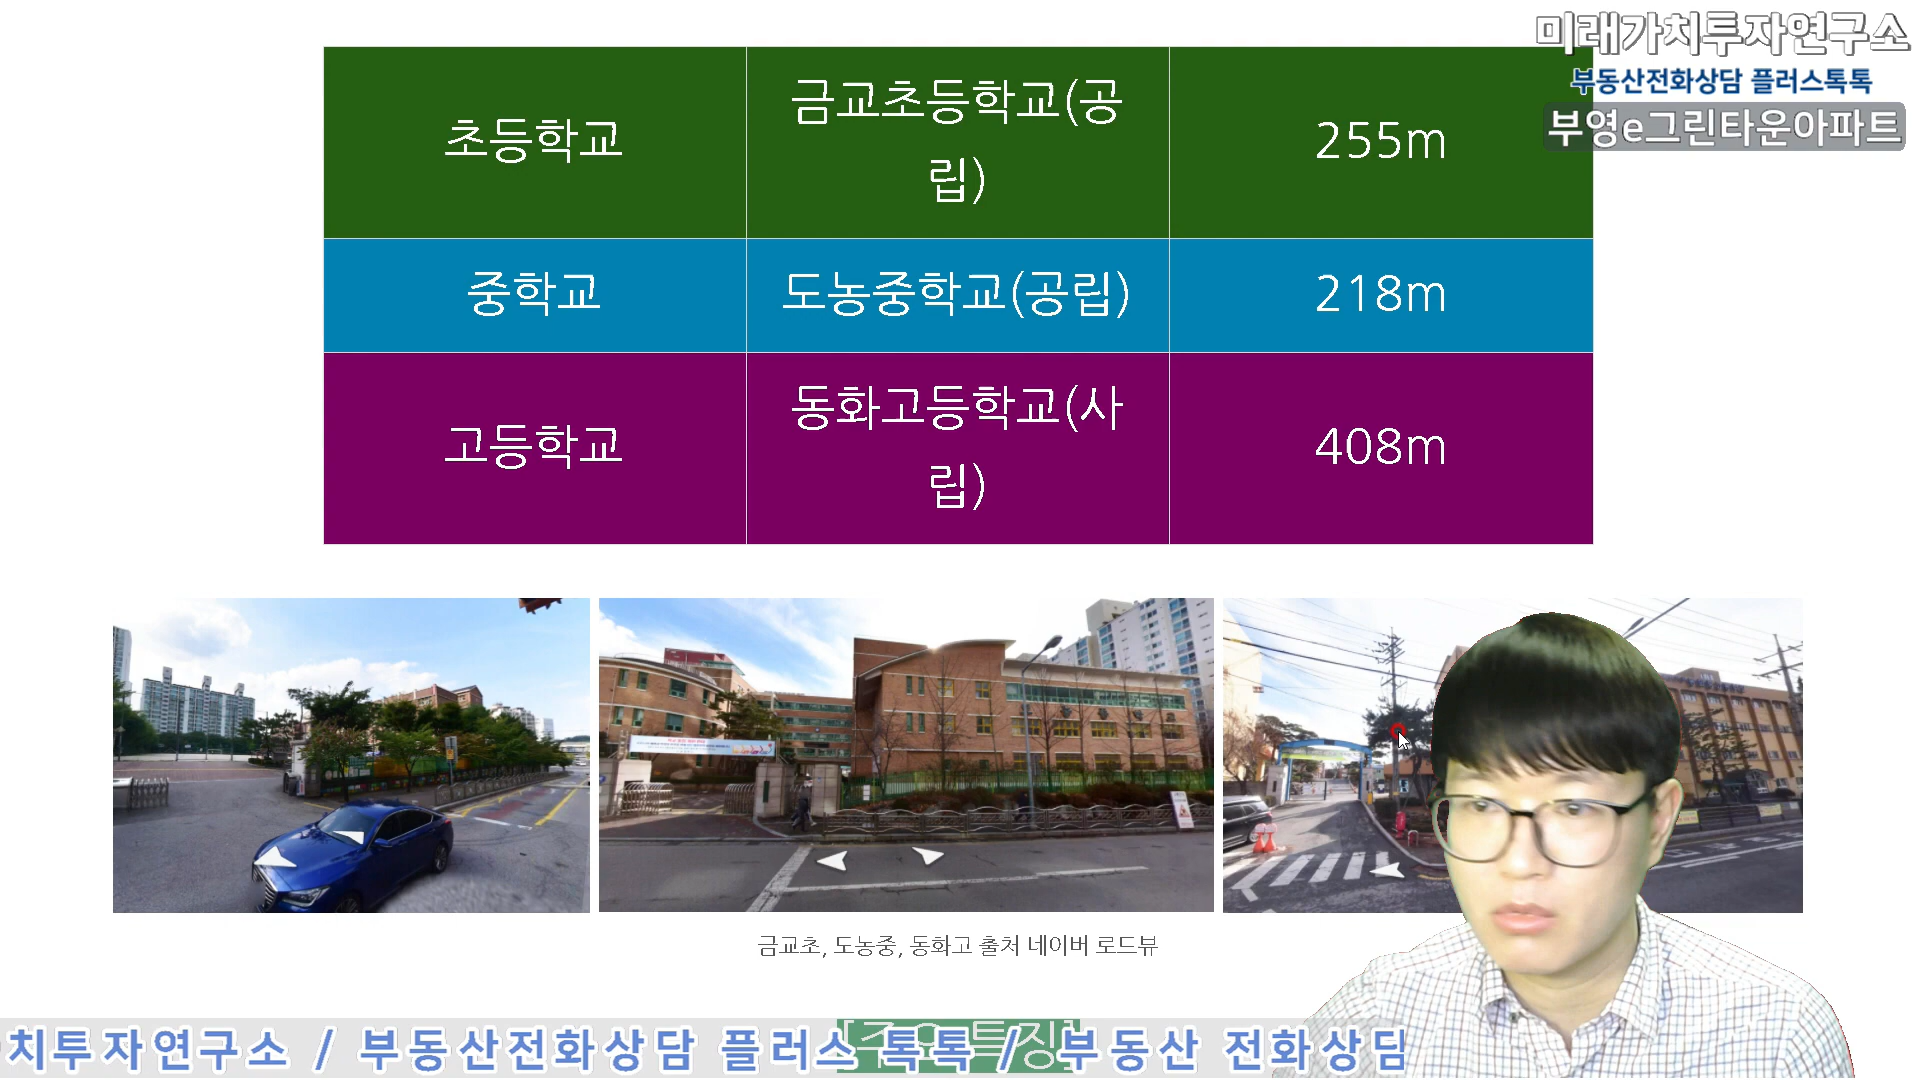 미래가치투자연구소
부동산전화상담 플러스톡톡
부영e그린타운아파트
초등학교
금교초등학교(공
립)
255m
중학교
도농중학교(공립)
218m
고등학교
동화고등학교(사
립)
408m
금교초, 도농중, 동화고 출처 네이버 로드뷰
[주요특징]
치투자연구소 / 부동산전화상담 플러스 톡톡 / 부동산 전화상담